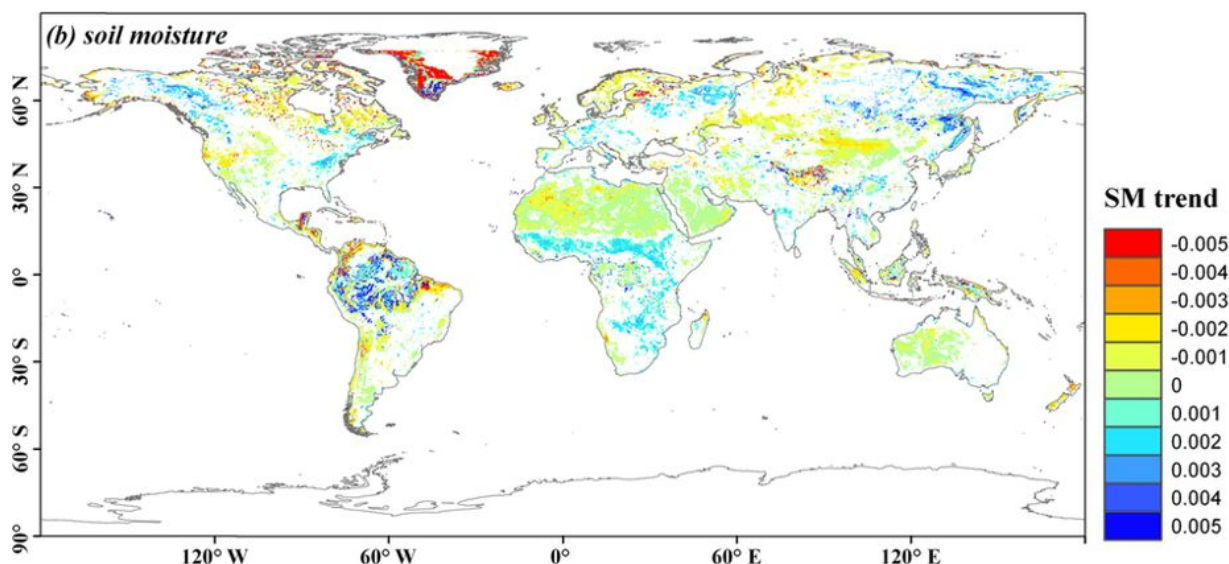 (b) soil moisture
60° N
30° N
0°
30° S
60° S
90°
120° W
60° W
0°
60° E
120° E
SM trend
-0.005
-0.004
-0.003
-0.002
-0.001
0
0.001
0.002
0.003
0.004
0.005